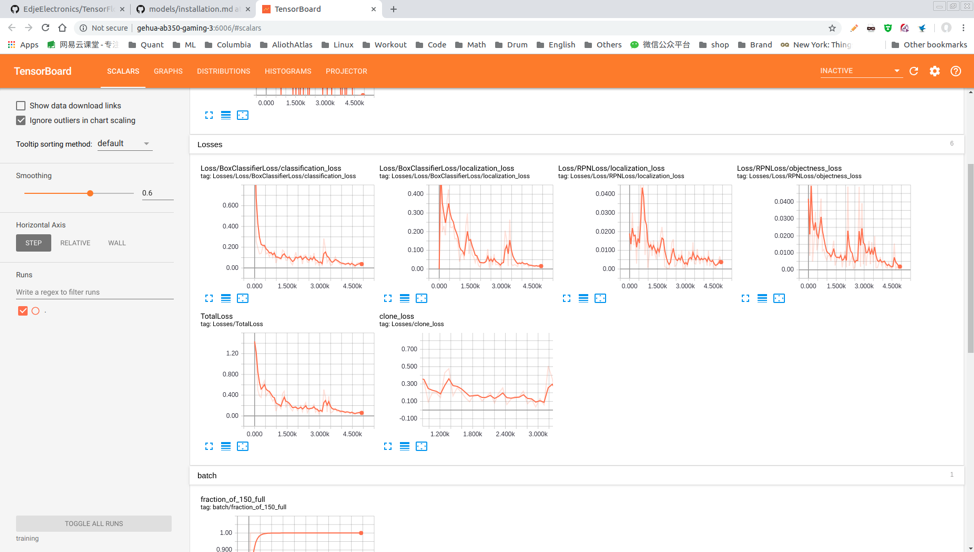 EdjeElectronics/TensorFl
models/installation.md at
TensorBoard
Not secure
gehua-ab350-gaming-3:6006/#scalars
Apps
网易云课堂 - 专
Quant
ML
Columbia
AliothAtlas
Linux
Workout
Code
Math
Drum
English
Others
微信公众平台
shop
Brand
New York: Thing
Other bookmarks
TensorBoard
SCALARS
GRAPHS
DISTRIBUTIONS
HISTOGRAMS
PROJECTOR
INACTIVE
Show data download links
Ignore outliers in chart scaling
Tooltip sorting method: default
Smoothing
0.6
Horizontal Axis
STEP
RELATIVE
WALL
Runs
Write a regex to filter runs
.
TOGGLE ALL RUNS
training
0.000 1.500k 3.000k 4.500k
Losses
6
Loss/BoxClassifierLoss/classification_loss
tag: Losses/Loss/BoxClassifierLoss/classification_loss
0.600
0.400
0.200
0.00
0.000 1.500k 3.000k 4.500k
Loss/BoxClassifierLoss/localization_loss
tag: Losses/Loss/BoxClassifierLoss/localization_loss
0.400
0.300
0.200
0.100
0.00
0.000 1.500k 3.000k 4.500k
Loss/RPNLoss/localization_loss
tag: Losses/Loss/RPNLoss/localization_loss
0.0400
0.0300
0.0200
0.0100
0.00
0.000 1.500k 3.000k 4.500k
Loss/RPNLoss/objectness_loss
tag: Losses/Loss/RPNLoss/objectness_loss
0.0400
0.0300
0.0200
0.0100
0.00
0.000 1.500k 3.000k 4.500k
TotalLoss
tag: Losses/TotalLoss
1.20
0.800
0.400
0.00
0.000 1.500k 3.000k 4.500k
clone_loss
tag: Losses/clone_loss
0.700
0.500
0.300
0.100
-0.100
1.200k 1.800k 2.400k 3.000k
batch
1
fraction_of_150_full
tag: batch/fraction_of_150_full
1.00
0.900